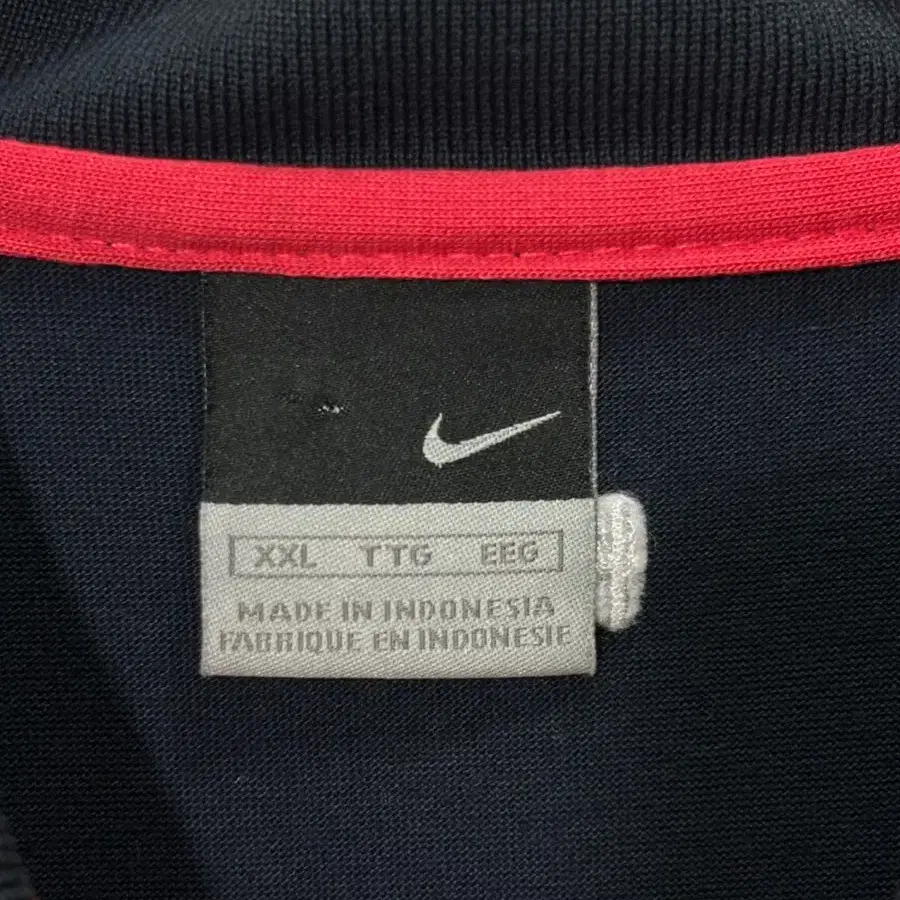 XXL TTG EEG
MADE IN INDONESIA
FABRIQUE EN INDONESIE